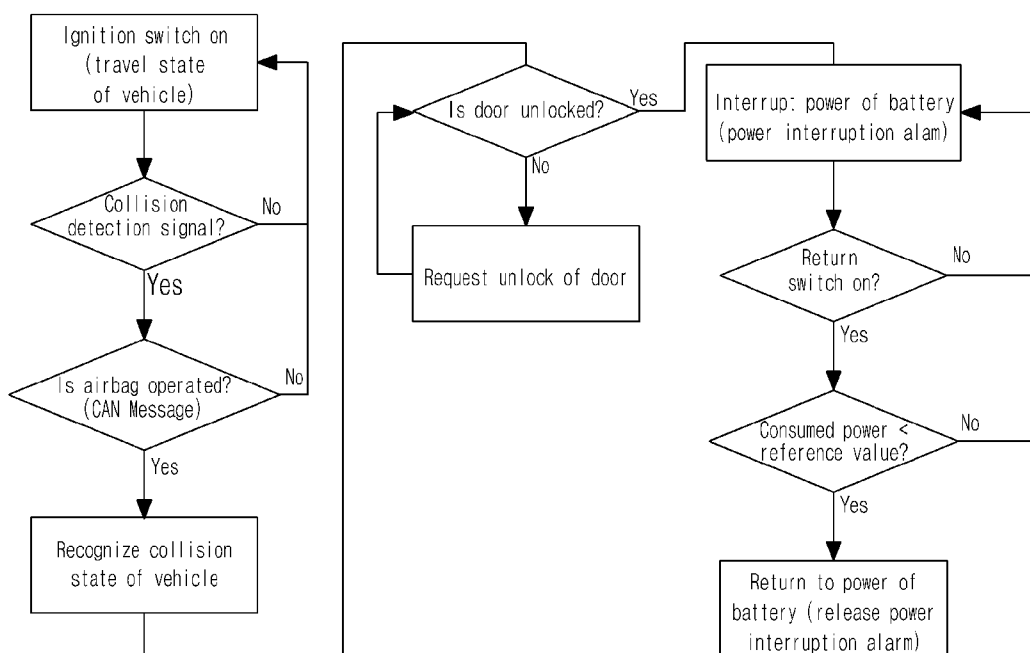 Ignition switch on
(travel state
of vehicle)
Collision
detection signal?
No
Yes
Is airbag operated?
(CAN Message)
No
Yes
Recognize collision
state of vehicle
Is door unlocked?
Yes
No
Request unlock of door
Interrupt power of battery
(power interruption alam)
Return
switch on?
No
Yes
Consumed power <
reference value?
No
Yes
Return to power of
battery (release power
interruption alarm)